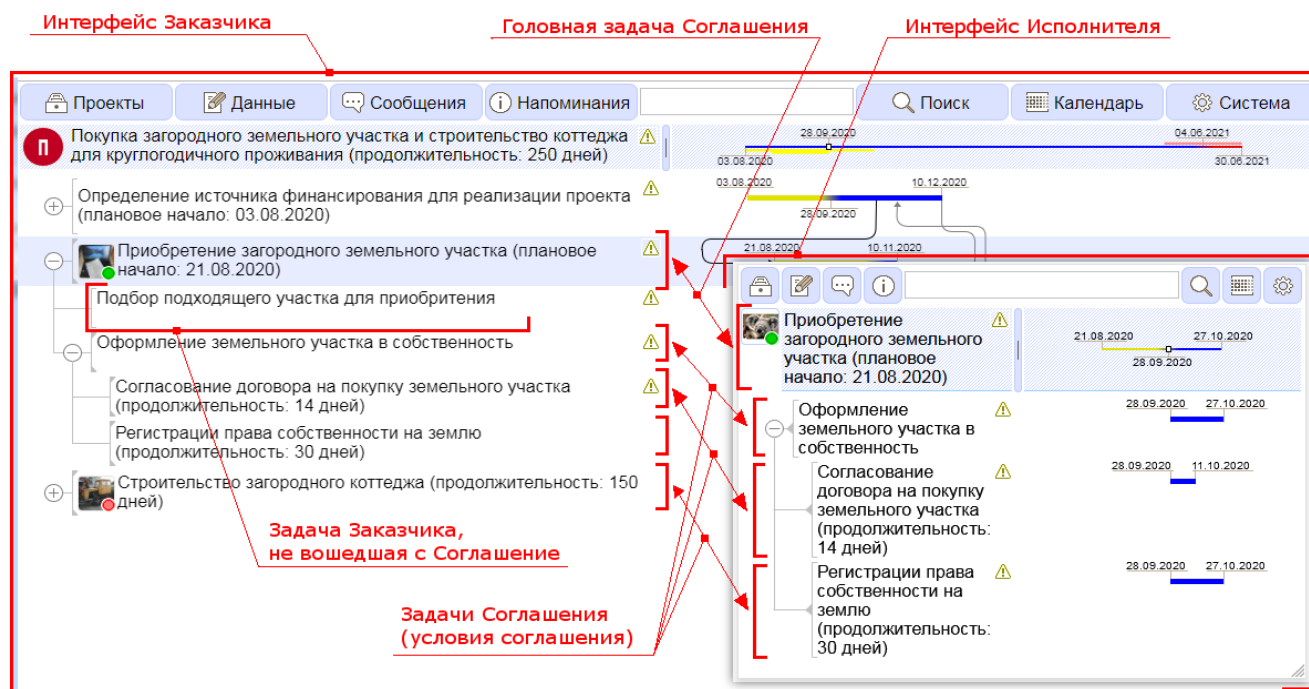 Интерфейс Заказчика
Головная задача Соглашения
Интерфейс Исполнителя
Проекты
Данные
Сообщения
Напоминания
Поиск
Календарь
Система
П
Покупка загородного земельного участка и строительство коттеджа
для круглогодичного проживания (продолжительность: 250 дней)
28.09.2020
04.06.2021
03.08.2020
30.06.2021
Определение источника финансирования для реализации проекта
(плановое начало: 03.08.2020)
03.08.2020
10.12.2020
28.09.2020
Приобретение загородного земельного участка (плановое
начало: 21.08.2020)
21.08.2020
10.11.2020
Подбор подходящего участка для приобритения
Оформление земельного участка в собственность
Согласование договора на покупку земельного участка
(продолжительность: 14 дней)
Регистрации права собственности на землю
(продолжительность: 30 дней)
Строительство загородного коттеджа (продолжительность: 150
дней)
Задача Заказчика,
не вошедшая с Соглашение
Задачи Соглашения
(условия соглашения)
Приобретение
загородного земельного
участка (плановое
начало: 21.08.2020)
21.08.2020
27.10.2020
28.09.2020
Оформление
земельного участка в
собственность
28.09.2020
27.10.2020
Согласование
договора на покупку
земельного участка
(продолжительность:
14 дней)
28.09.2020
11.10.2020
Регистрации права
собственности на
землю
(продолжительность:
30 дней)
28.09.2020
27.10.2020